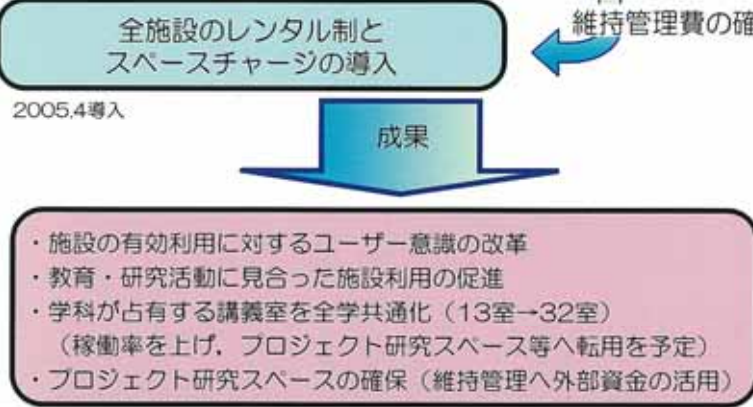 維持管理費の確
全施設のレンタル制と
スペースチャージの導入
2005.4導入
成果
・施設の有効利用に対するユーザー意識の改革
・教育・研究活動に見合った施設利用の促進
・学科が占有する講義室を全学共通化（13室→32室）
（稼働率を上げ，プロジェクト研究スペース等へ転用を予定）
・プロジェクト研究スペースの確保（維持管理へ外部資金の活用）